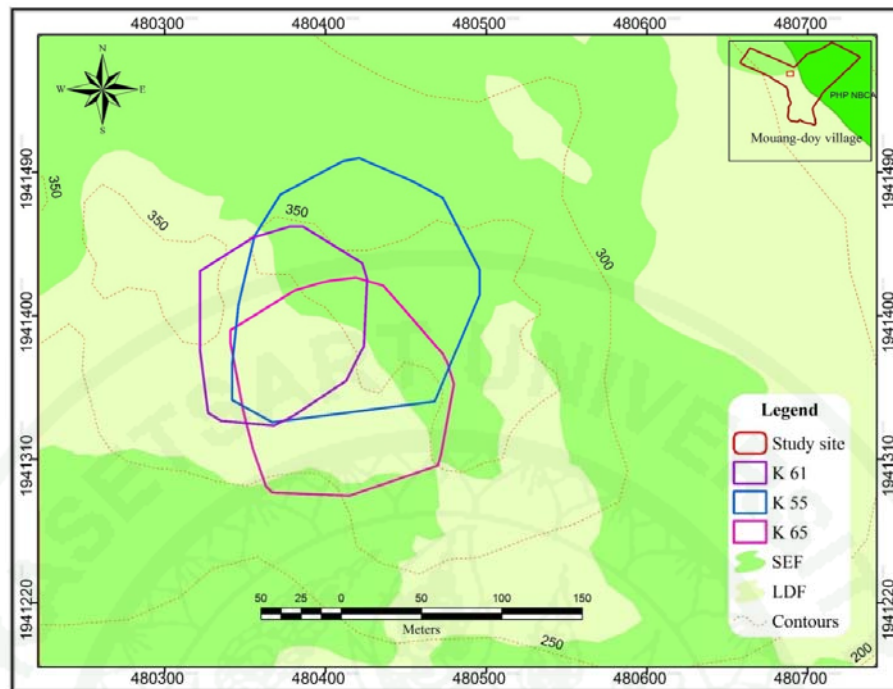 480300 480400 480500 480600 480700
N
W E
S
PHP NBCA
Mouang-doy village
1941490 1941490
350
350
350
300
1941400 1941400
KASETSART UNIVE
Legend
Study site
K 61
K 55
K 65
SEF
LDF
Contours
1941310 1941310
1941220 1941220
50 25 0 50 100 150
Meters
250
200
480300 480400 480500 480600 480700